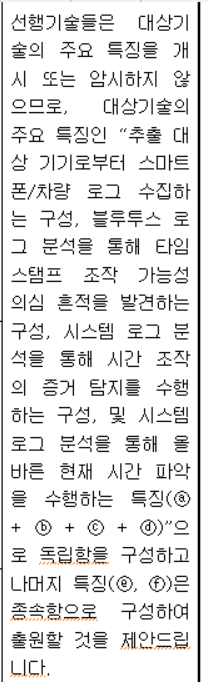 선행기술들은 대상기
술의 주요 특징을 개
시 또는 암시하지 않
으므로, 대상기술의
주요 특징인 “추출 대
상 기기로부터 스마트
폰/차량 로그 수집하
는 구성, 블루투스 로
그 분석을 통해 타임
스탬프 조작 가능성
의심 흔적을 발견하는
구성, 시스템 로그 분
석을 통해 시간 조작
의 증거 탐지를 수행
하는 구성, 및 시스템
로그 분석을 통해 올
바른 현재 시간 파악
을 수행하는 특징(ⓐ
+ ⓑ + ⓒ + ⓓ)”으
로 독립항을 구성하고
나머지 특징(ⓔ, ⓕ)은
종속항으로 구성하여
출원할 것을 제안드립
니다.